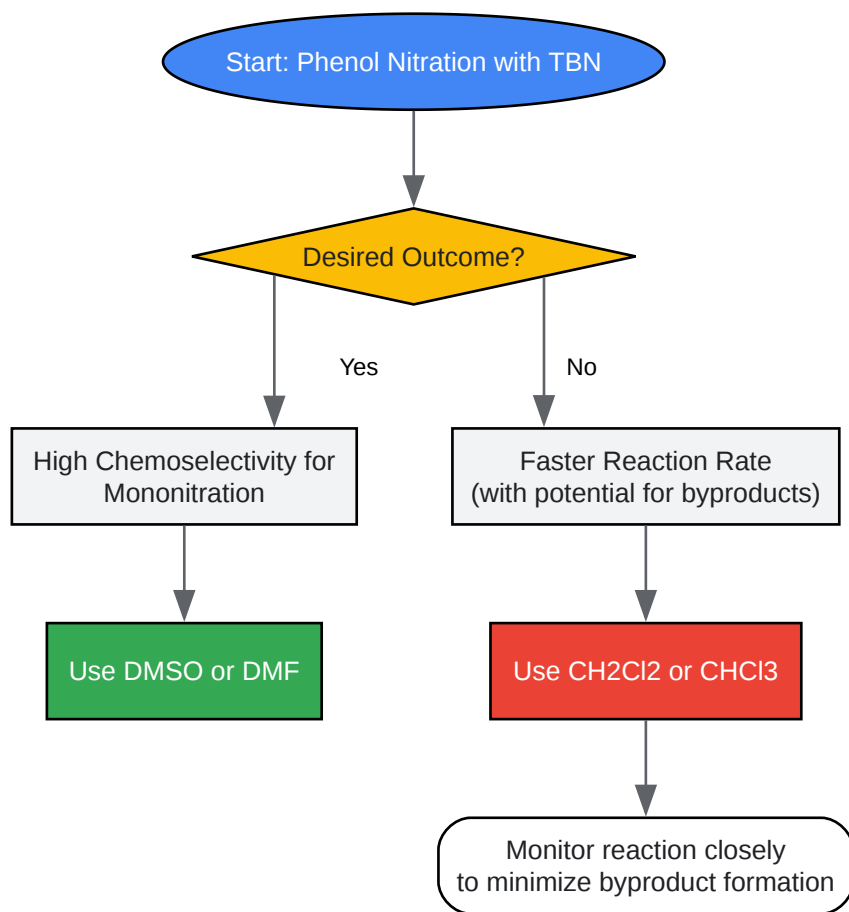 Start: Phenol Nitration with TBN
Desired Outcome?
Yes
No
High Chemoselectivity for
Mononitration
Faster Reaction Rate
(with potential for byproducts)
Use DMSO or DMF
Use CH2Cl2 or CHCl3
Monitor reaction closely
to minimize byproduct formation